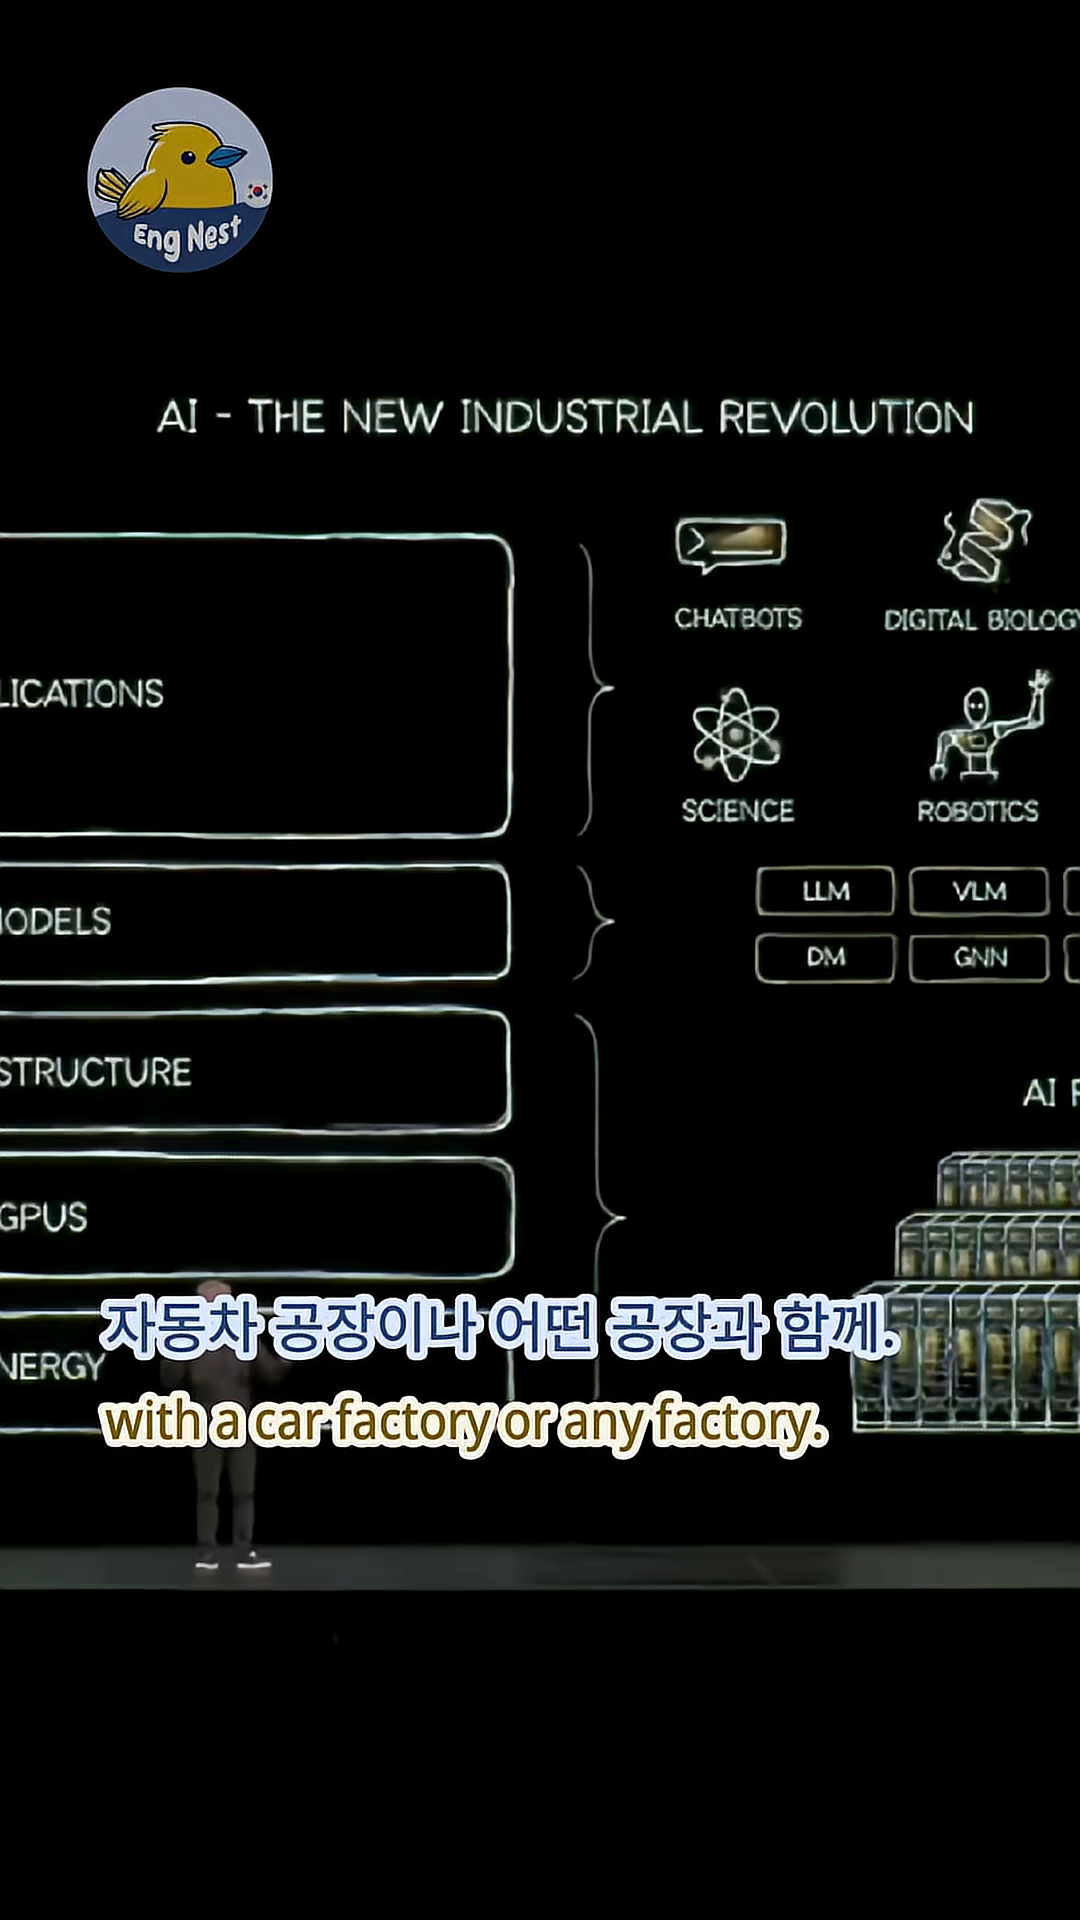 Eng Nest
AI - THE NEW INDUSTRIAL REVOLUTION
CHATBOTS
DIGITAL BIOLOGY
LICATIONS
SCIENCE
ROBOTICS
LLM
VLM
ODELS
DM
GNN
STRUCTURE
AI
GPUS
자동차 공장이나 어떤 공장과 함께.
NERGY
with a car factory or any factory.